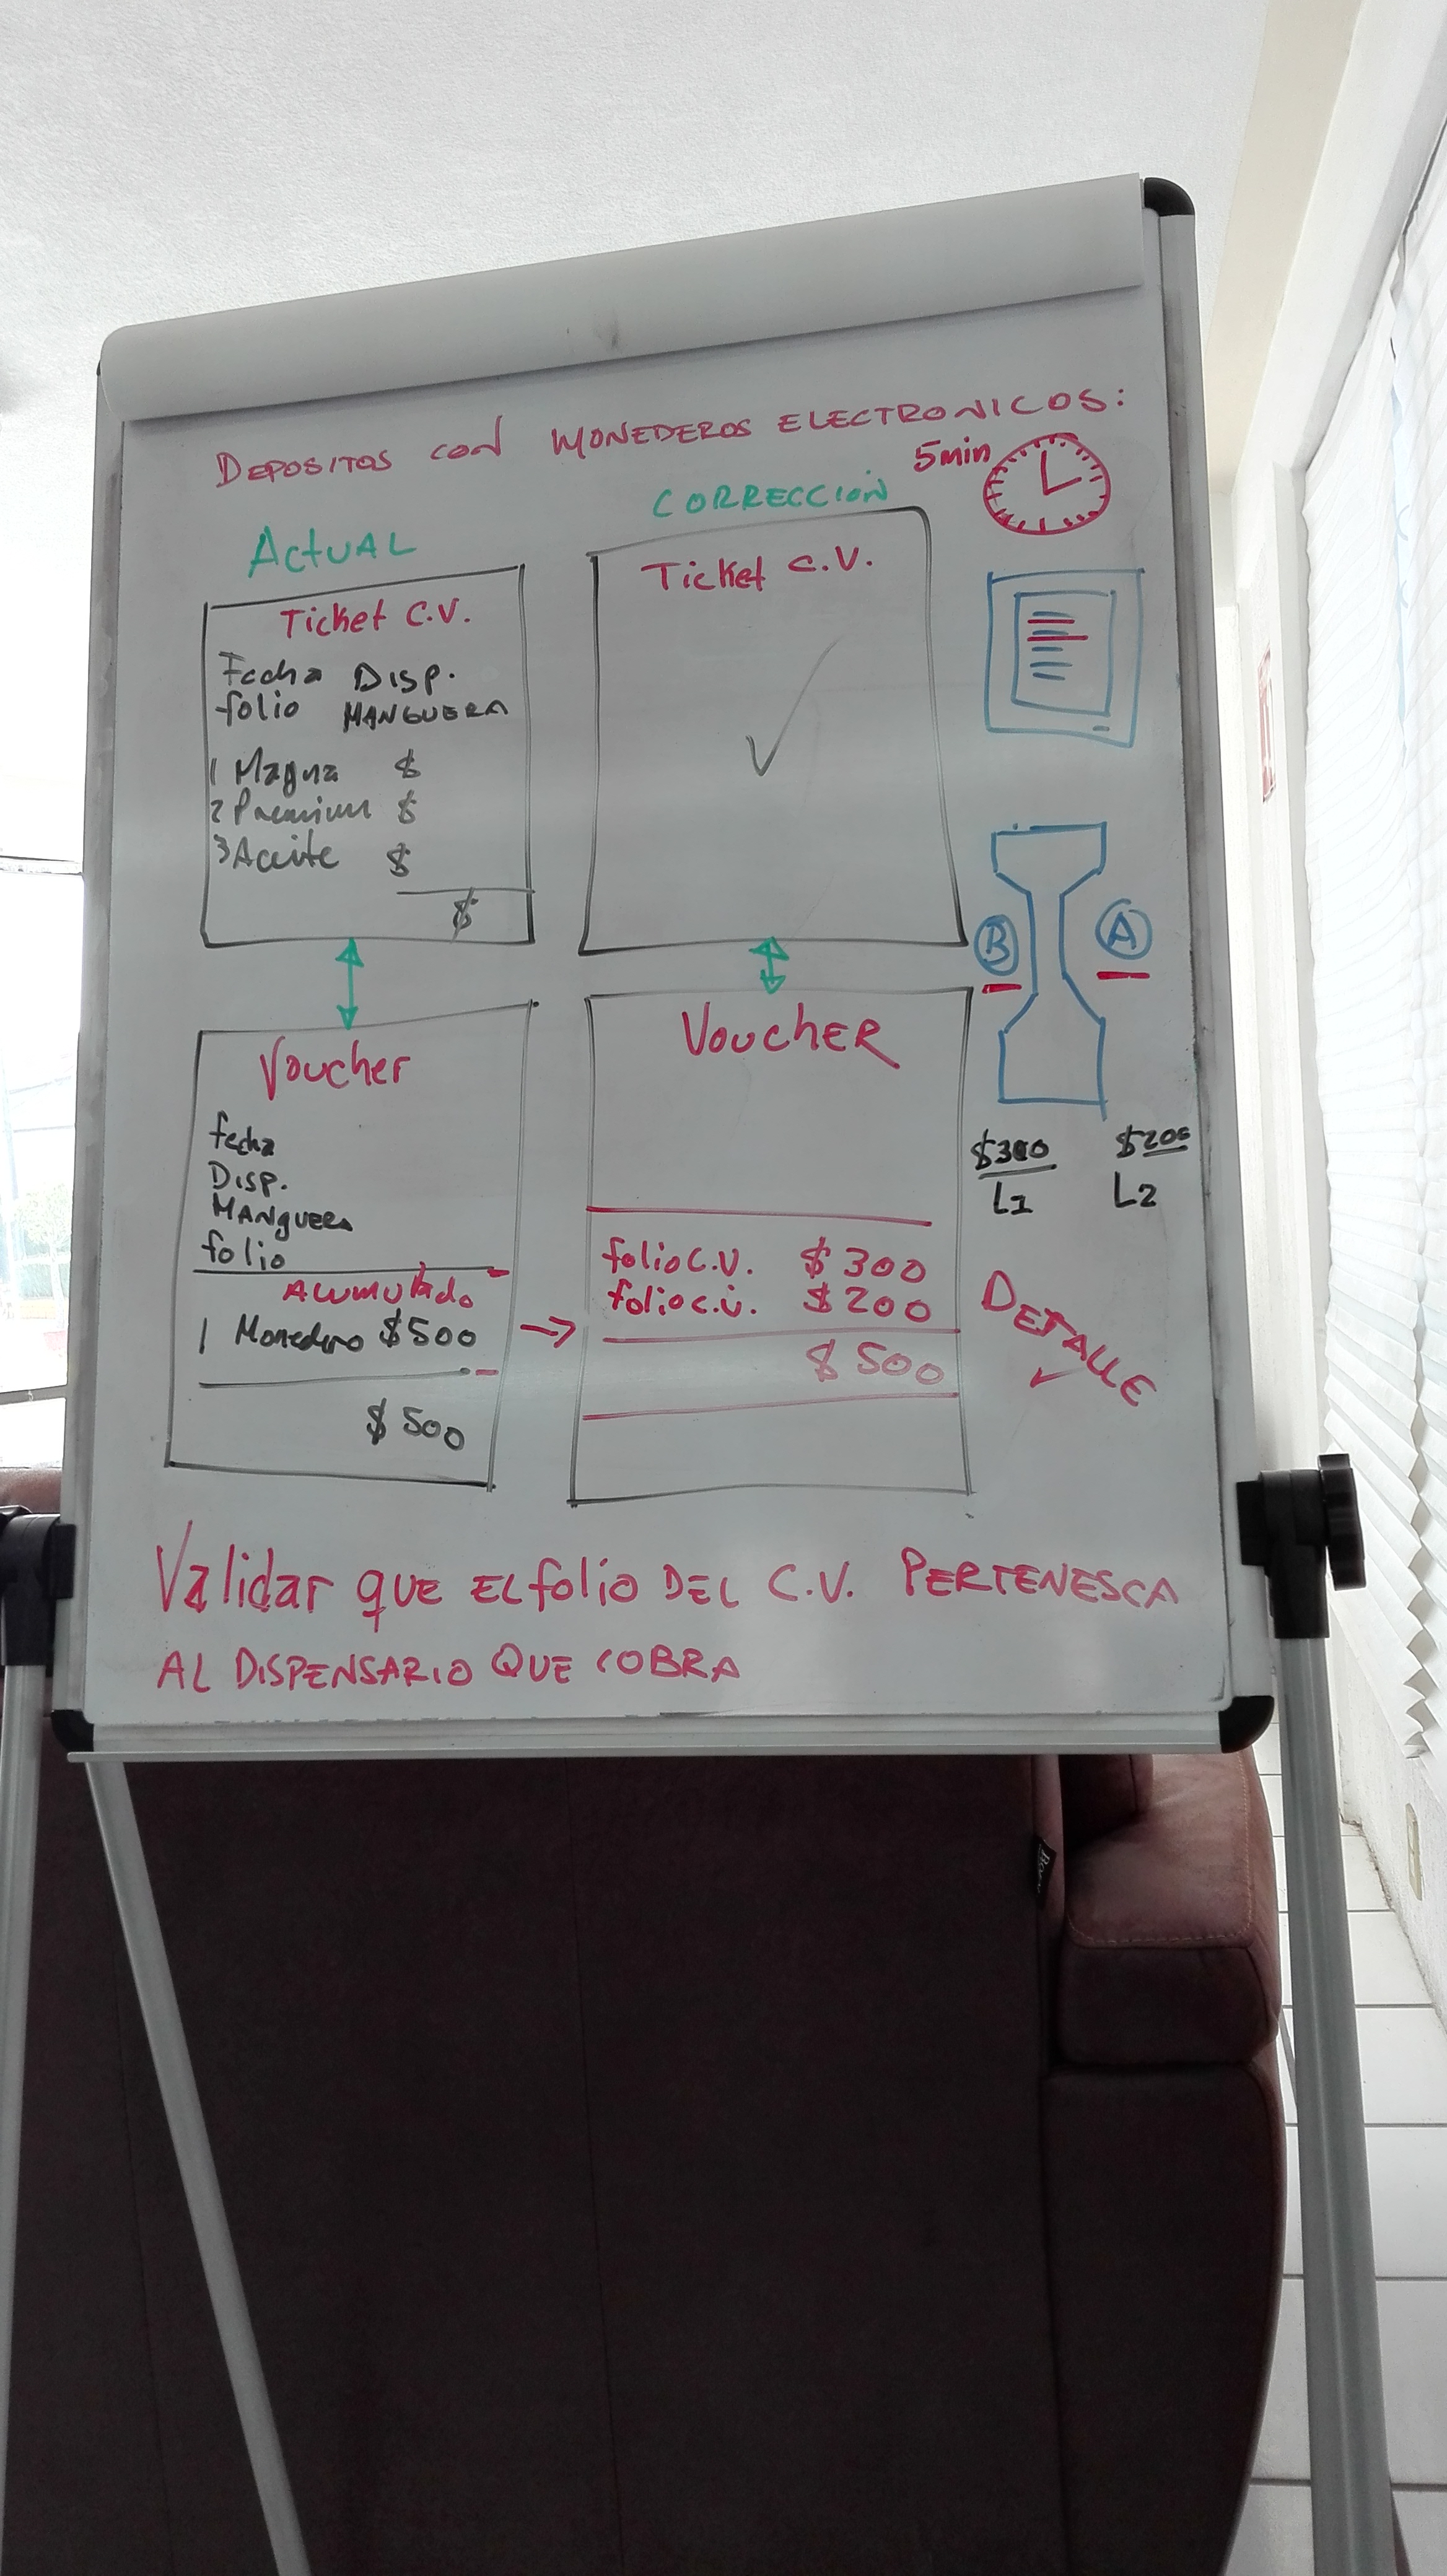 DEPOSITOS CON MONEDEROS ELECTRONICOS:
5min
ACTUAL
Ticket C.V.
Fecha DISP.
folio MANGUERA
1 Magna $
2 Premium $
3 Aceite $
$
Voucher
fecha
DISP.
MANguERA
folio
Acumulado
1 Monedero $500
$500
CORRECCION
Ticket C.V.
VOUCHER
folio C.V. $300
folio C.V. $200
$500
B
A
$300
$200
L1
L2
DETALLE
Validar que EL folio DEL C.V. PERTENESCA
AL DISPENSARIO QUE COBRA